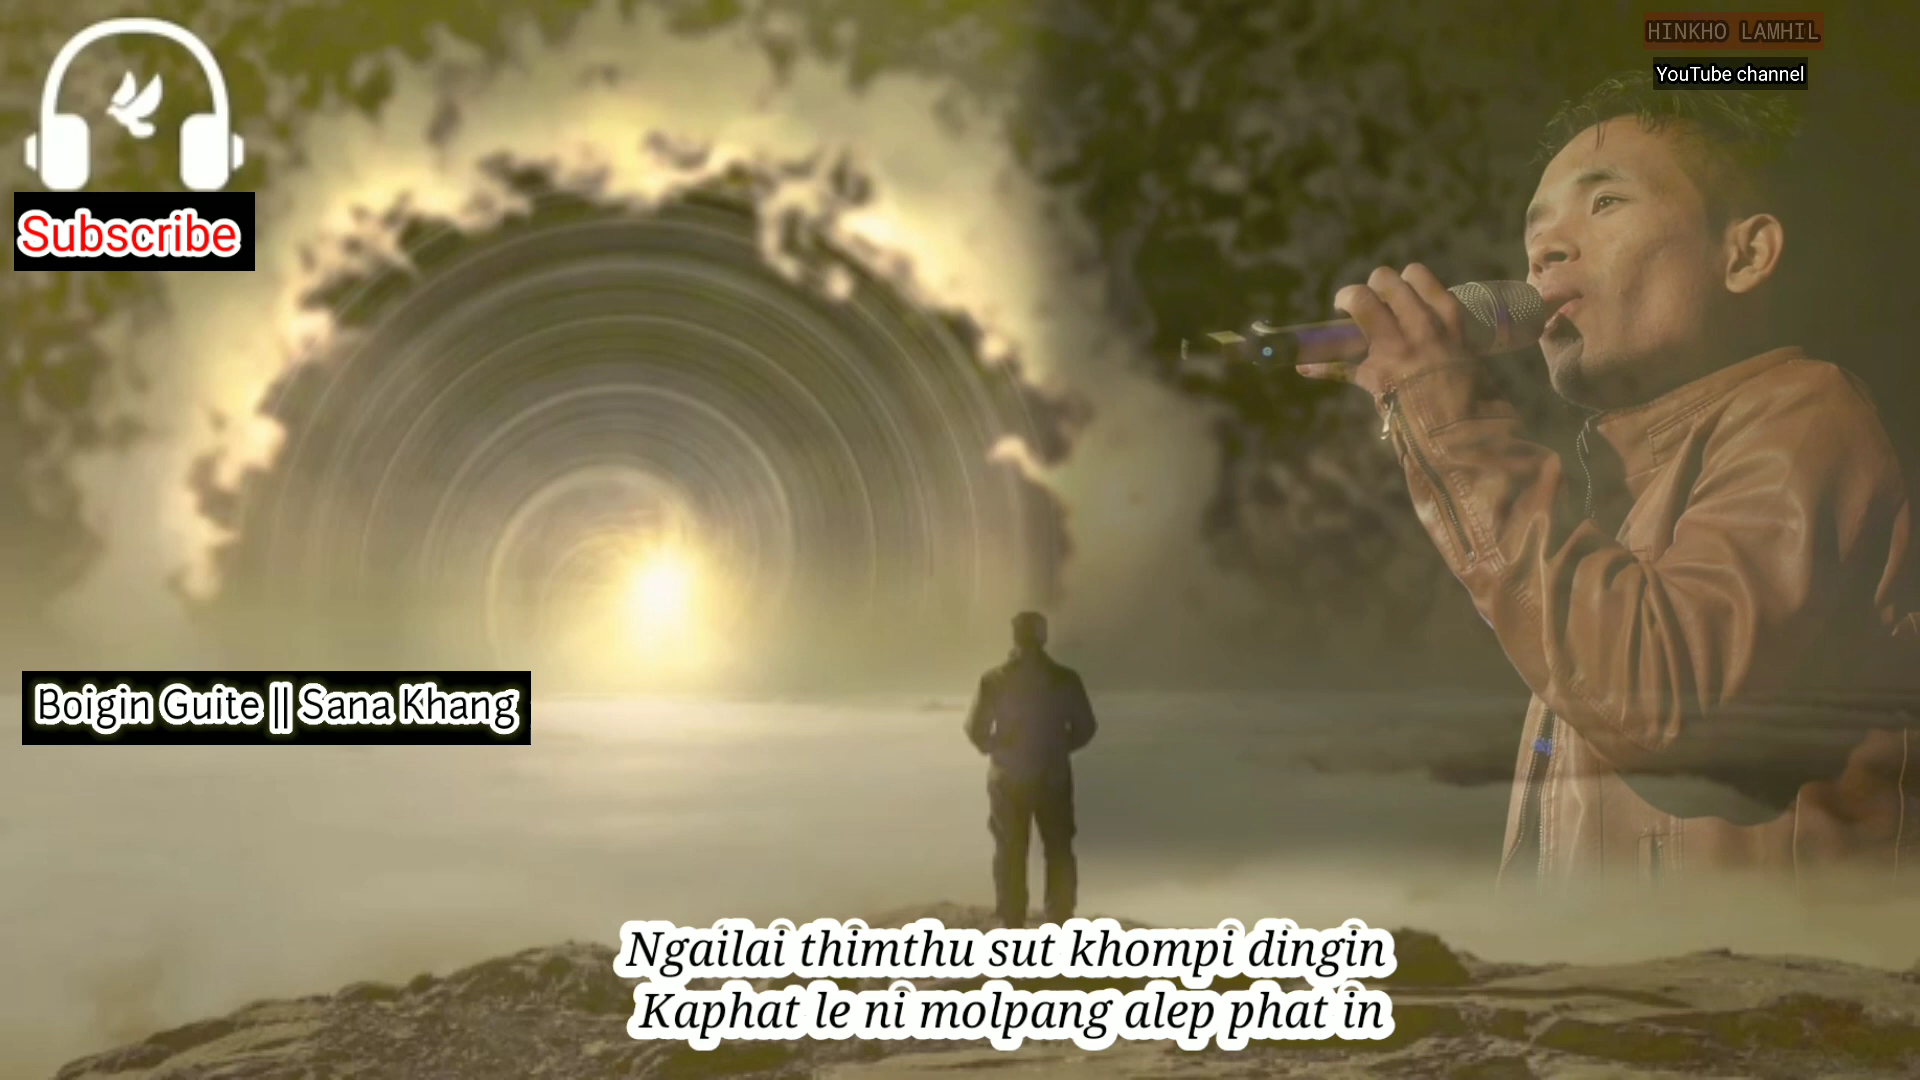 HINKHO LAMHIL
YouTube channel
Subscribe
Boigin Guite || Sana Khang
Ngailai thimthu sut khompi dingin
Kaphat le ni molpang alep phat in